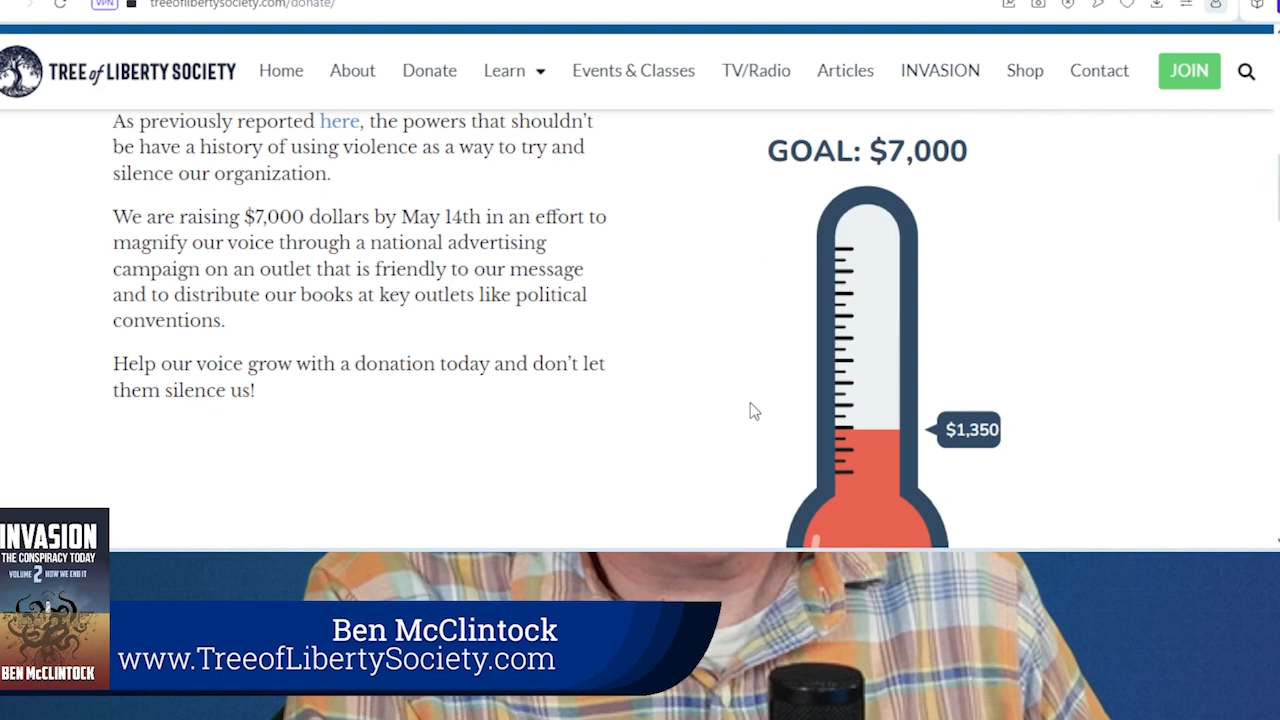 VPN
treeoflibertysociety.com/donate/
TREE of LIBERTY SOCIETY Home About Donate Learn Events & Classes TV/Radio Articles INVASION Shop Contact JOIN
As previously reported here, the powers that shouldn't
be have a history of using violence as a way to try and
silence our organization.
We are raising $7,000 dollars by May 14th in an effort to
magnify our voice through a national advertising
campaign on an outlet that is friendly to our message
and to distribute our books at key outlets like political
conventions.
Help our voice grow with a donation today and don't let
them silence us!
GOAL: $7,000
$1,350
INVASION
THE CONSPIRACY TODAY
VOLUME 2 HOW WE END IT
BEN McCLINTOCK
Ben McClintock
www.TreeofLibertySociety.com